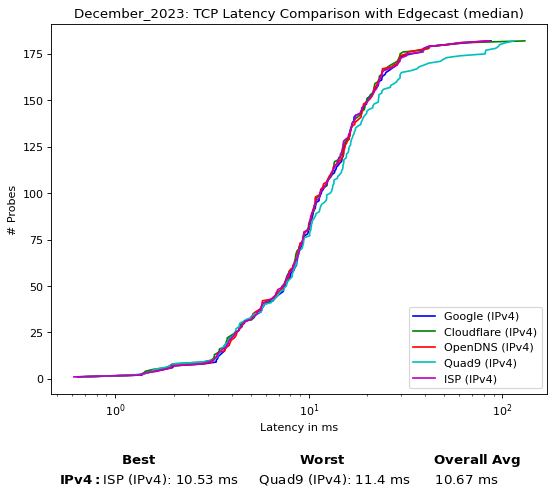 December_2023: TCP Latency Comparison with Edgecast (median)
175
150
125
100
75
50
25
0
# Probes
10⁰
10¹
10²
Latency in ms
Google (IPv4)
Cloudflare (IPv4)
OpenDNS (IPv4)
Quad9 (IPv4)
ISP (IPv4)
Best Worst Overall Avg
IPv4: ISP (IPv4): 10.53 ms Quad9 (IPv4): 11.4 ms 10.67 ms